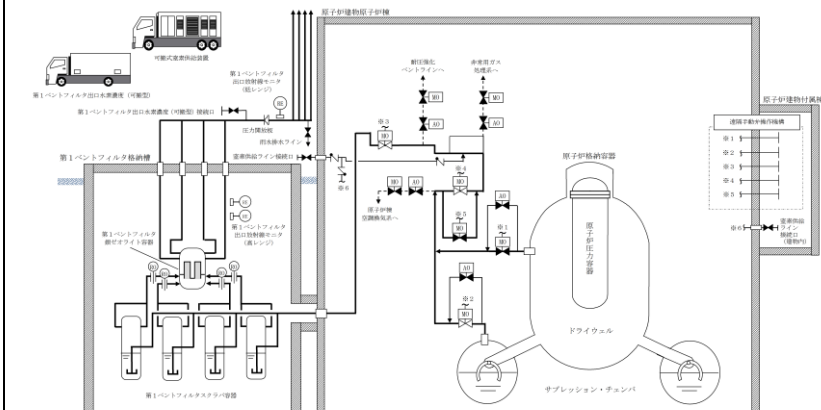 原子炉建物原子炉棟
可搬式窒素供給装置
第1ベントフィルタ出口水素濃度（可搬型）
第1ベントフィルタ
出口放射線モニタ
（低レンジ）
RE
第1ベントフィルタ出口水素濃度（可搬型）接続口
圧力開放板
排水ライン
窒素供給ライン接続口
※6
第1ベントフィルタ格納槽
耐圧強化
ベントラインへ
MO
AO
非常用ガス
処理系へ
MO
AO
※3
MO
※4
MO
MO
AO
原子炉棟
空調換気系へ
※5
MO
AO
※1
MO
AO
※2
MO
原子炉格納容器
原子炉圧力容器
ドライウェル
サプレッション・チェンバ
原子炉建物付属棟
遠隔手動弁操作機構
※1
※2
※3
※4
※5
※6
窒素供給
ライン
接続口
（建物内）
第1ベントフィルタ
出口放射線モニタ
（高レンジ）
第1ベントフィルタ
銀ゼオライト容器
RO
RO
RO
RO
第1ベントフィルタスクラバ容器